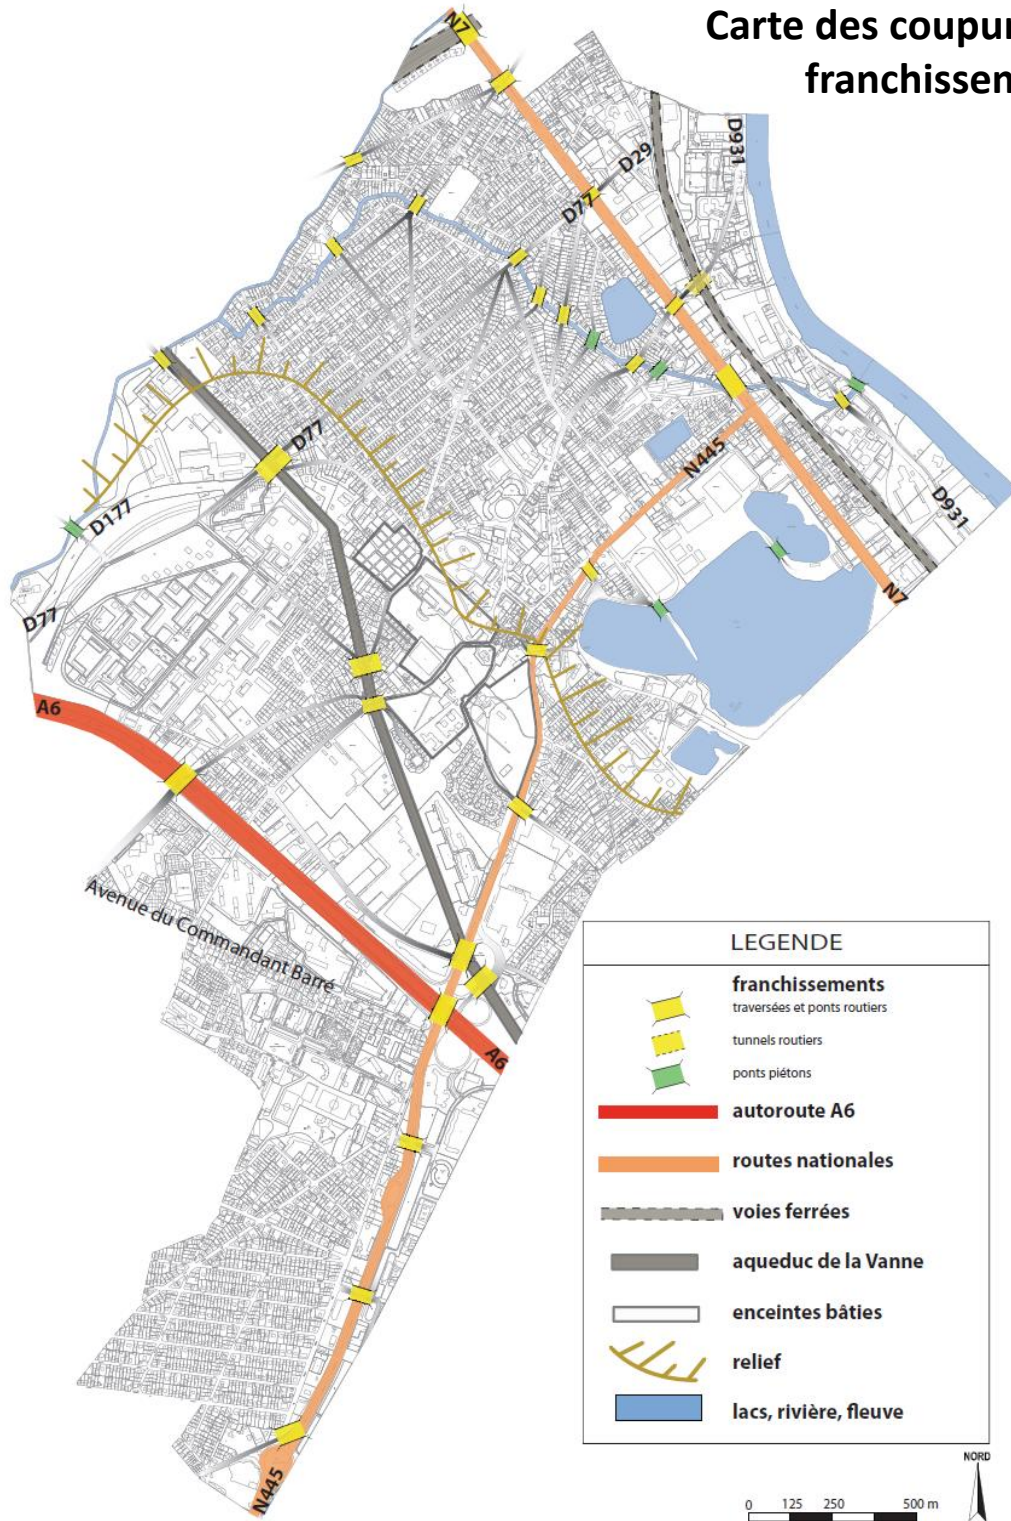 Carte des coupur
franchissem
N7
D931
D29
D77
D77
N445
D931
D177
N7
D77
A6
Avenue du Commandant Barré
A6
N445
LEGENDE
franchissements
traversées et ponts routiers
tunnels routiers
ponts piétons
autoroute A6
routes nationales
voies ferrées
aqueduc de la Vanne
enceintes bâties
relief
lacs, rivière, fleuve
NORD
0 125 250 500 m